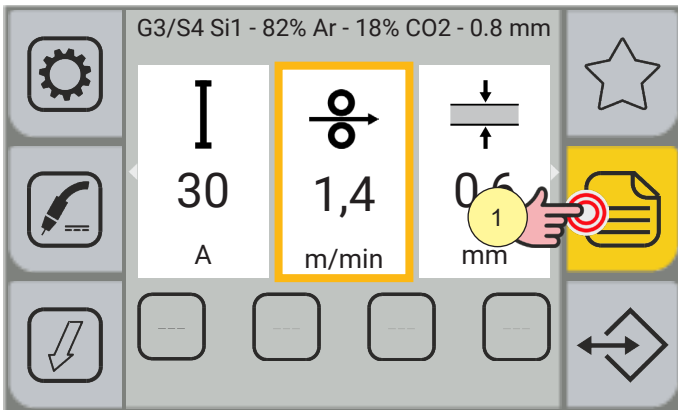 G3/S4 Si1 - 82% Ar - 18% CO2 - 0.8 mm
30 1,4 0,6
1
A m/min mm
--- --- --- ---